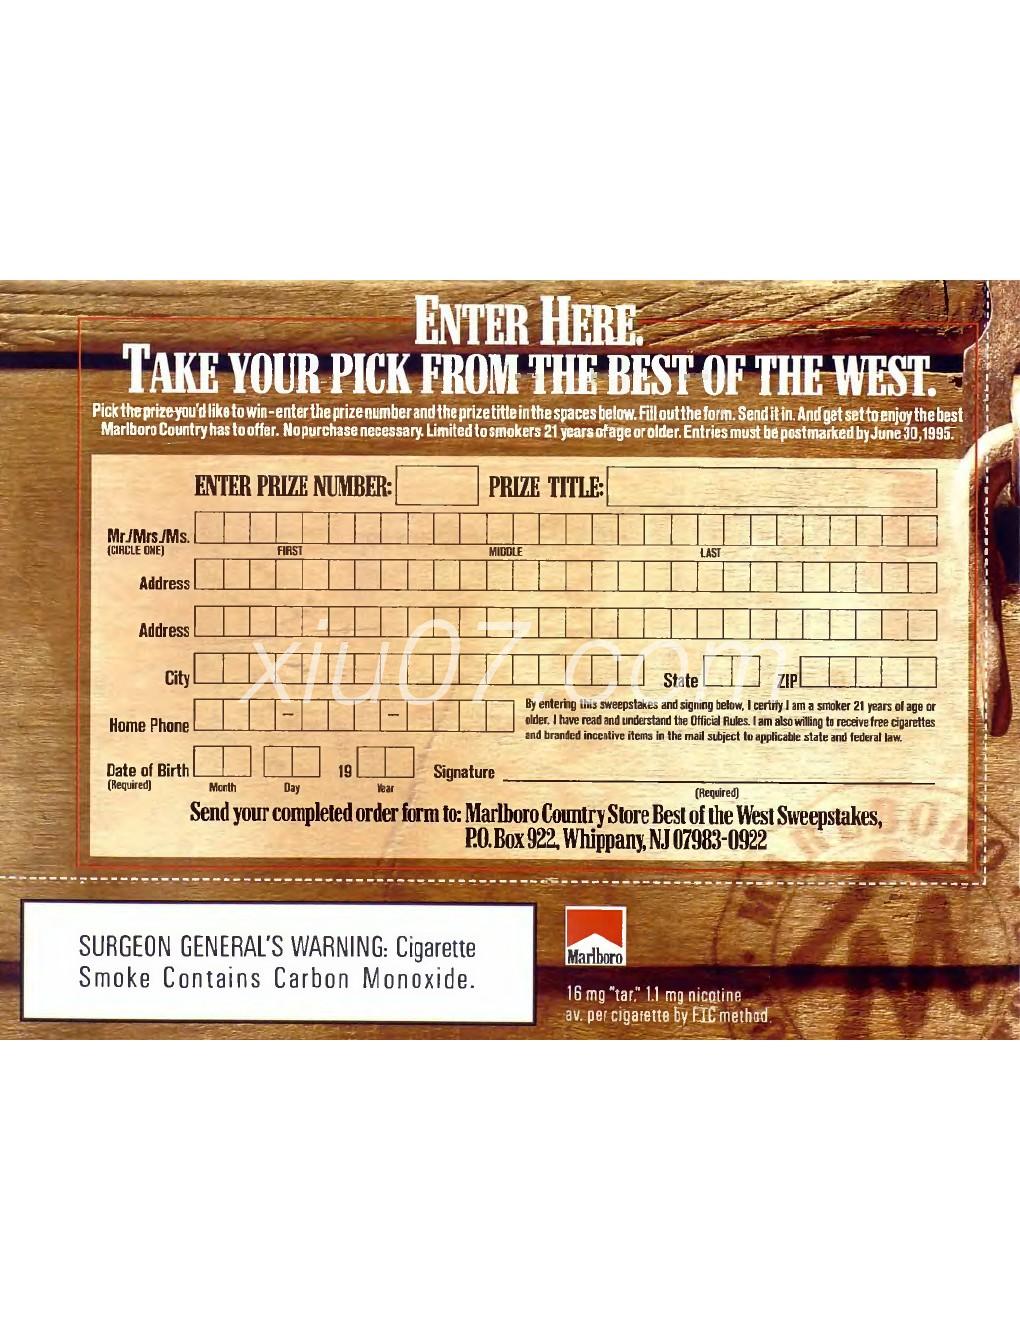 ENTER HERE.
TAKE YOUR PICK FROM THE BEST OF THE WEST.
Pick the prize you'd like to win-enter the prize number and the prize title in the spaces below. Fill out the form. Send it in. And get set to enjoy the best
Marlboro Country has to offer. No purchase necessary. Limited to smokers 21 years of age or older. Entries must be postmarked by June 30, 1995.
ENTER PRIZE NUMBER: PRIZE TITLE:
Mr./Mrs./Ms.
(CIRCLE ONE) FIRST MIDDLE LAST
Address
Address
xiu07.com
City State ZIP
Home Phone – –
By entering this sweepstakes and signing below, I certify I am a smoker 21 years of age or
older. I have read and understand the Official Rules. I am also willing to receive free cigarettes
and branded incentive items in the mail subject to applicable state and federal law.
Date of Birth 19 Signature
(Required) Month Day Year (Required)
Send your completed order form to: Marlboro Country Store Best of the West Sweepstakes,
P.O. Box 922, Whippany, NJ 07983-0922
SURGEON GENERAL'S WARNING: Cigarette
Smoke Contains Carbon Monoxide.
Marlboro
16 mg "tar," 1.1 mg nicotine
av. per cigarette by FTC method.